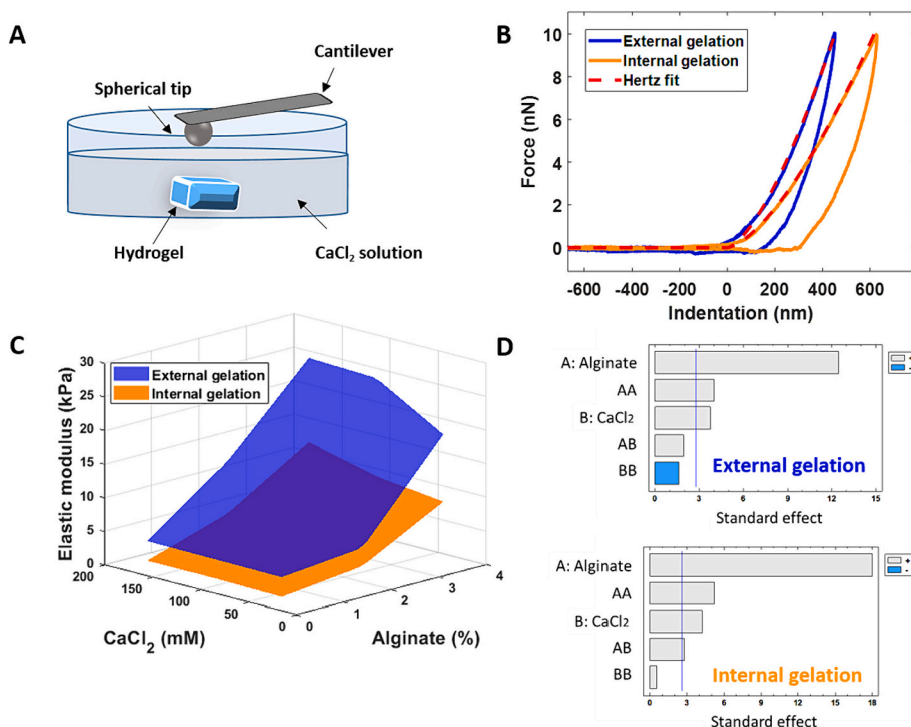 A
Cantilever
Spherical tip
Hydrogel
CaCl₂ solution
B
External gelation
Internal gelation
Hertz fit
Force (nN)
10
8
6
4
2
0
-600 -400 -200 0 200 400 600
Indentation (nm)
C
External gelation
Internal gelation
Elastic modulus (kPa)
30
25
20
15
10
5
0
200 150 100 50 0
CaCl₂ (mM)
0 1 2 3 4
Alginate (%)
D
A: Alginate
AA
B: CaCl₂
AB
BB
+
-
External gelation
0 3 6 9 12 15
Standard effect
A: Alginate
AA
B: CaCl₂
AB
BB
+
-
Internal gelation
0 3 6 9 12 15 18
Standard effect